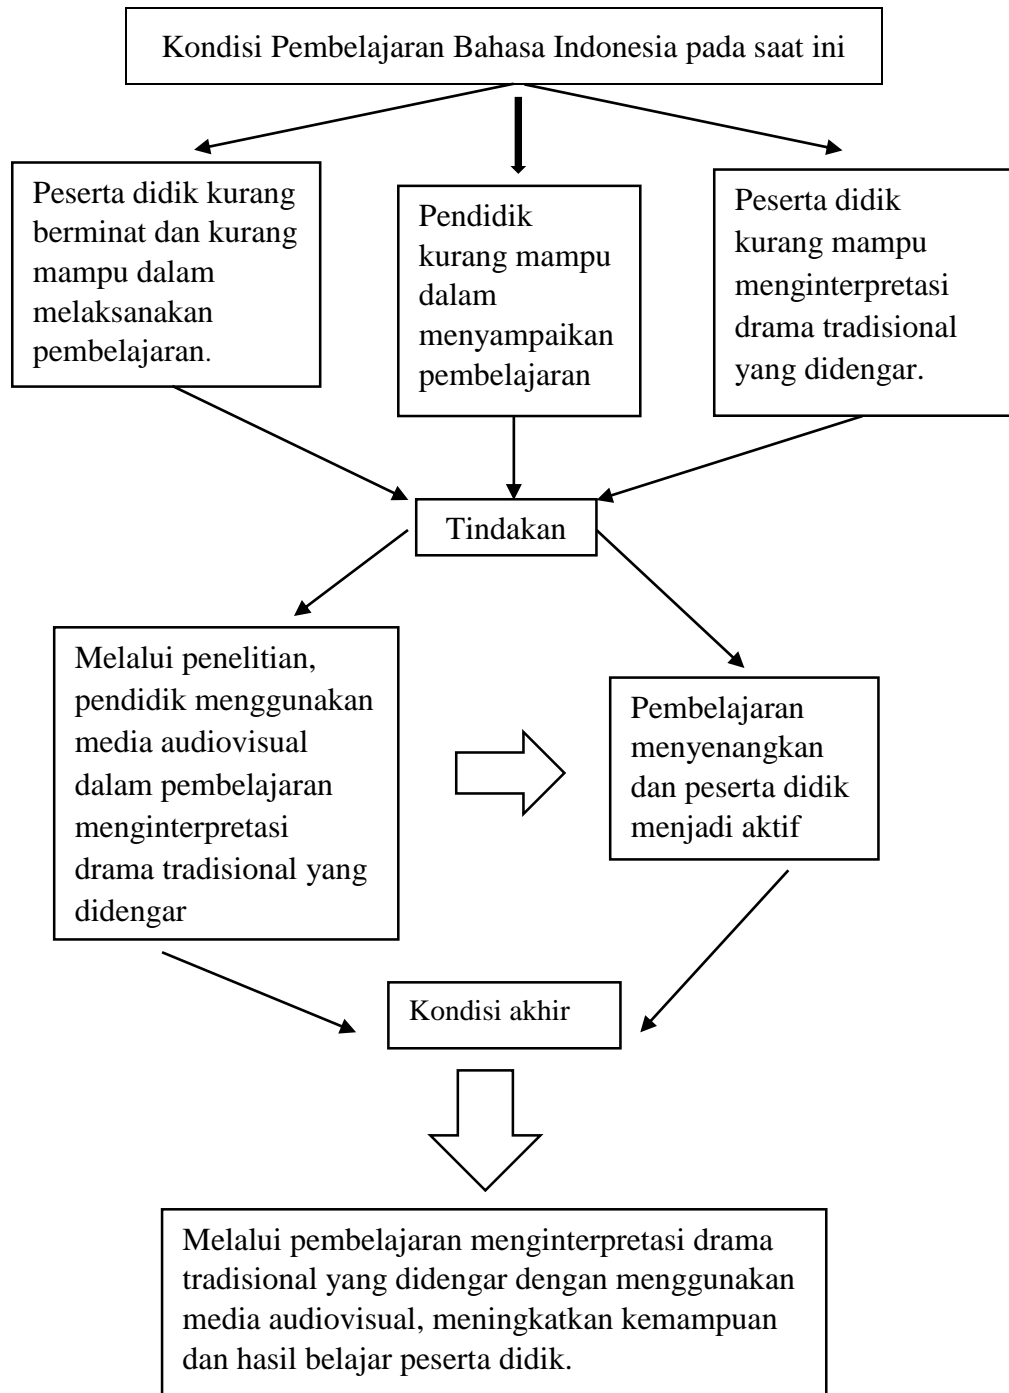 Kondisi Pembelajaran Bahasa Indonesia pada saat ini
Peserta didik kurang
berminat dan kurang
mampu dalam
melaksanakan
pembelajaran.
Pendidik
kurang mampu
dalam
menyampaikan
pembelajaran
Peserta didik
kurang mampu
menginterpretasi
drama tradisional
yang didengar.
Tindakan
Melalui penelitian,
pendidik menggunakan
media audiovisual
dalam pembelajaran
menginterpretasi
drama tradisional yang
didengar
Pembelajaran
menyenangkan
dan peserta didik
menjadi aktif
Kondisi akhir
Melalui pembelajaran menginterpretasi drama
tradisional yang didengar dengan menggunakan
media audiovisual, meningkatkan kemampuan
dan hasil belajar peserta didik.